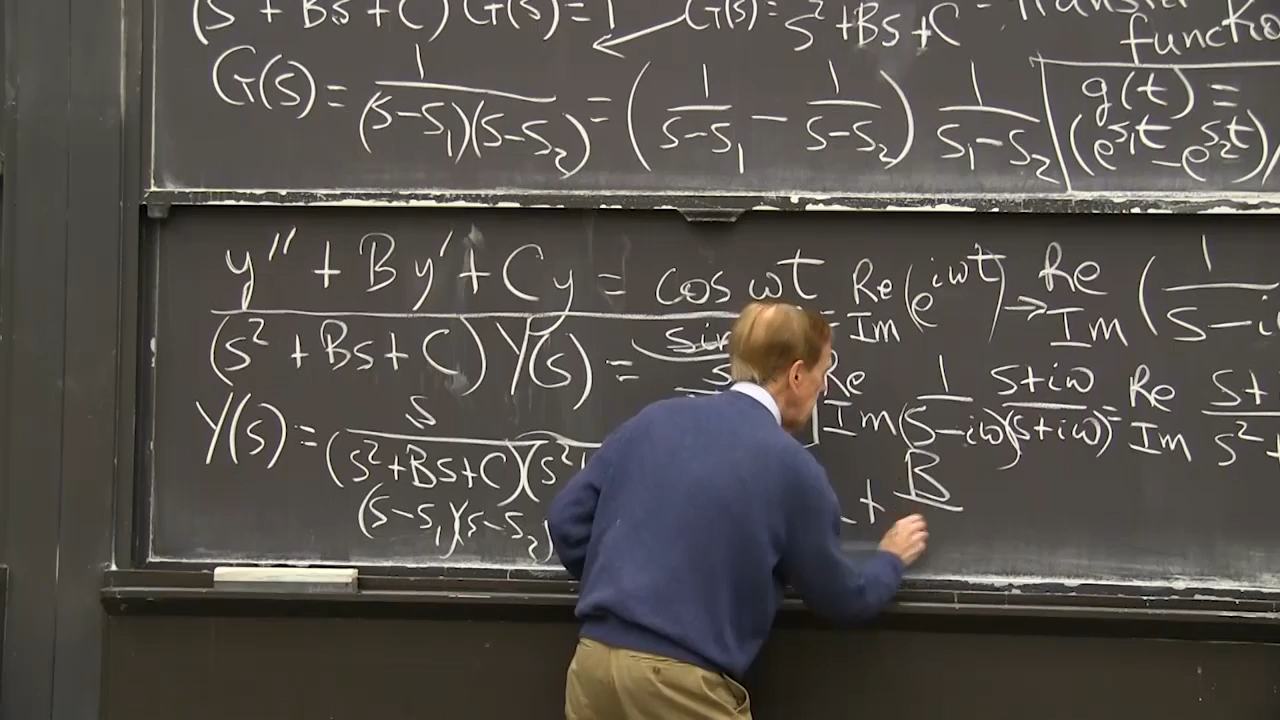 (s² + Bs + C) G(s) = 1 G(s) = 1/(s² + Bs + C) = Transfer function
G(s) = 1/((s-s₁)(s-s₂)) = (1/(s-s₁) - 1/(s-s₂)) 1/(s₁-s₂) g(t) = (e^{s₁t} - e^{s₂t})/
y″ + By′ + Cy = cos ωt = Re Im (e^{iωt}) → Re Im (1/(s-i
(s² + Bs + C) Y(s) = s Re Im (1/(s-iω) (s+iω)/(s+iω)) = Re Im s+ / s² +
Y(s) = s/((s²+Bs+C)(s²+
(s-s₁)(s-s₂) + B